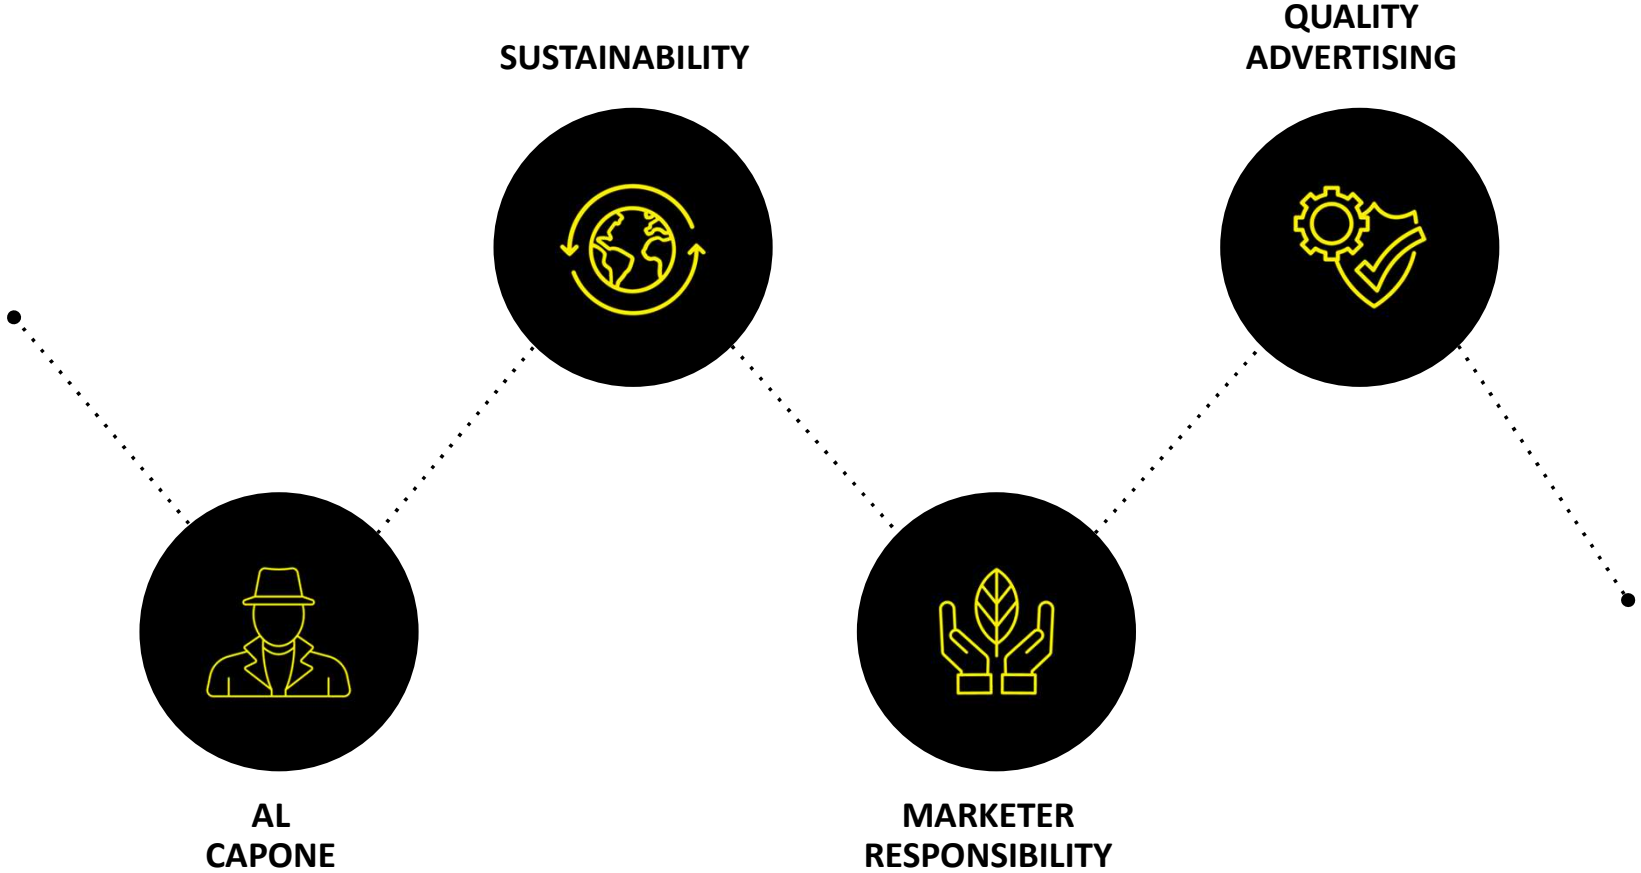 AL
CAPONE
SUSTAINABILITY
MARKETER
RESPONSIBILITY
QUALITY
ADVERTISING